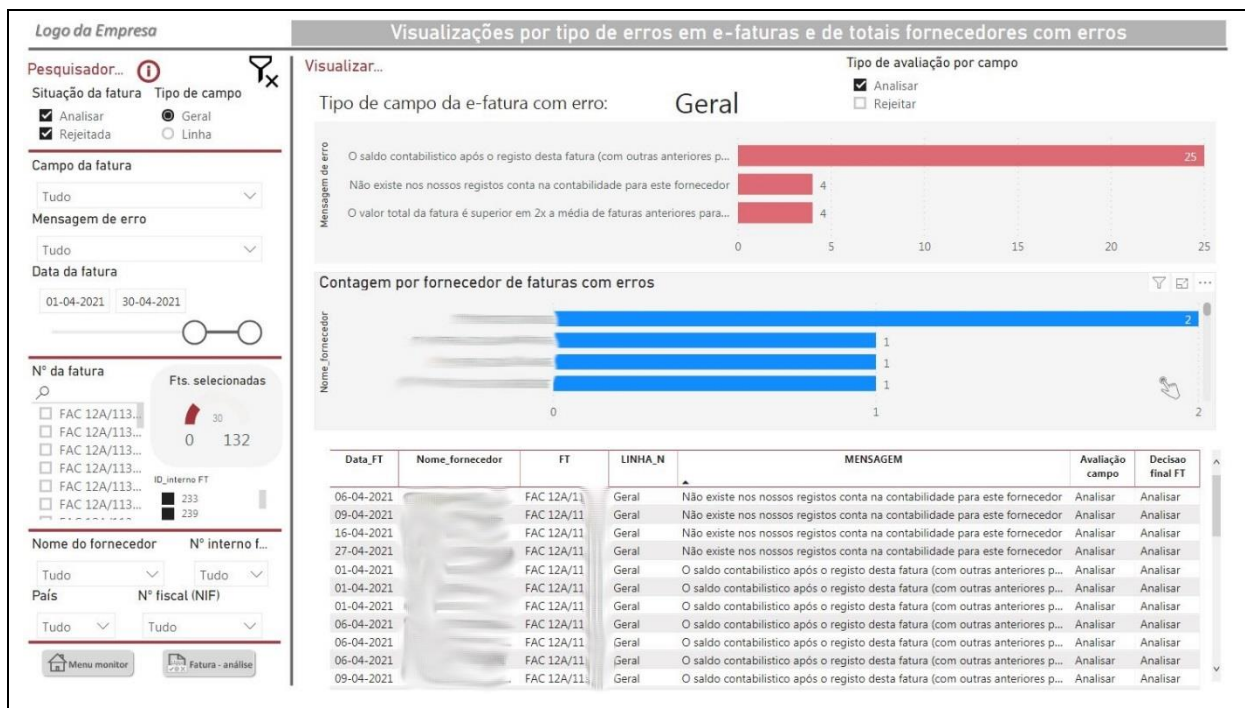 Logo da Empresa
Visualizações por tipo de erros em e-faturas e de totais fornecedores com erros
Pesquisador...
Situação da fatura Tipo de campo
Analisar Geral
Rejeitada Linha
Campo da fatura
Tudo
Mensagem de erro
Tudo
Data da fatura
01-04-2021 30-04-2021
Nº da fatura
Fts. selecionadas
FAC 12A/113...
FAC 12A/113...
FAC 12A/113...
FAC 12A/113...
FAC 12A/113...
FAC 12A/113...
30
0 132
ID_interno FT
233
239
Nome do fornecedor Nº interno f...
Tudo Tudo
País Nº fiscal (NIF)
Tudo Tudo
Menu monitor Fatura - análise
Visualizar...
Tipo de avaliação por campo
Analisar
Rejeitar
Tipo de campo da e-fatura com erro: Geral
Mensagem de erro
O saldo contabilistico após o registo desta fatura (com outras anteriores p... 25
Não existe nos nossos registos conta na contabilidade para este fornecedor 4
O valor total da fatura é superior em 2x a média de faturas anteriores para... 4
0 5 10 15 20 25
Contagem por fornecedor de faturas com erros
Nome_fornecedor
2
1
1
1
0 1 2
Data_FT Nome_fornecedor FT LINHA_N MENSAGEM Avaliação campo Decisao final FT
06-04-2021 FAC 12A/11 Geral Não existe nos nossos registos conta na contabilidade para este fornecedor Analisar Analisar
09-04-2021 FAC 12A/11 Geral Não existe nos nossos registos conta na contabilidade para este fornecedor Analisar Analisar
16-04-2021 FAC 12A/11 Geral Não existe nos nossos registos conta na contabilidade para este fornecedor Analisar Analisar
27-04-2021 FAC 12A/11 Geral Não existe nos nossos registos conta na contabilidade para este fornecedor Analisar Analisar
01-04-2021 FAC 12A/11 Geral O saldo contabilistico após o registo desta fatura (com outras anteriores p... Analisar Analisar
01-04-2021 FAC 12A/11 Geral O saldo contabilistico após o registo desta fatura (com outras anteriores p... Analisar Analisar
01-04-2021 FAC 12A/11 Geral O saldo contabilistico após o registo desta fatura (com outras anteriores p... Analisar Analisar
06-04-2021 FAC 12A/11 Geral O saldo contabilistico após o registo desta fatura (com outras anteriores p... Analisar Analisar
06-04-2021 FAC 12A/11 Geral O saldo contabilistico após o registo desta fatura (com outras anteriores p... Analisar Analisar
06-04-2021 FAC 12A/11 Geral O saldo contabilistico após o registo desta fatura (com outras anteriores p... Analisar Analisar
09-04-2021 FAC 12A/11 Geral O saldo contabilistico após o registo desta fatura (com outras anteriores p... Analisar Analisar